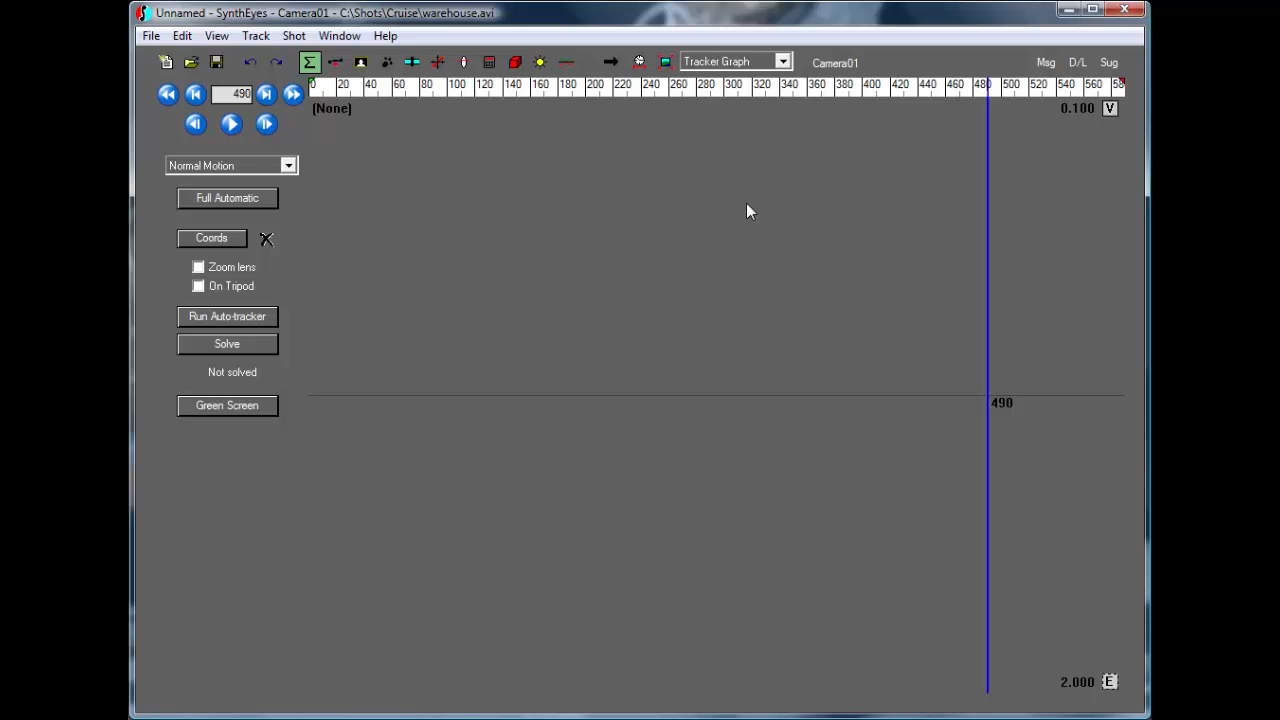 Unnamed - SynthEyes - Camera01 - C:\Shots\Cruise\warehouse.avi
File Edit View Track Shot Window Help
Tracker Graph Camera01 Msg D/L Sug
490 0 20 40 60 80 100 120 140 160 180 200 220 240 260 280 300 320 340 360 380 400 420 440 460 480 500 520 540 560 58
(None) 0.100 V
Normal Motion
Full Automatic
Coords
Zoom lens
On Tripod
Run Auto-tracker
Solve
Not solved
Green Screen 490
2.000 E